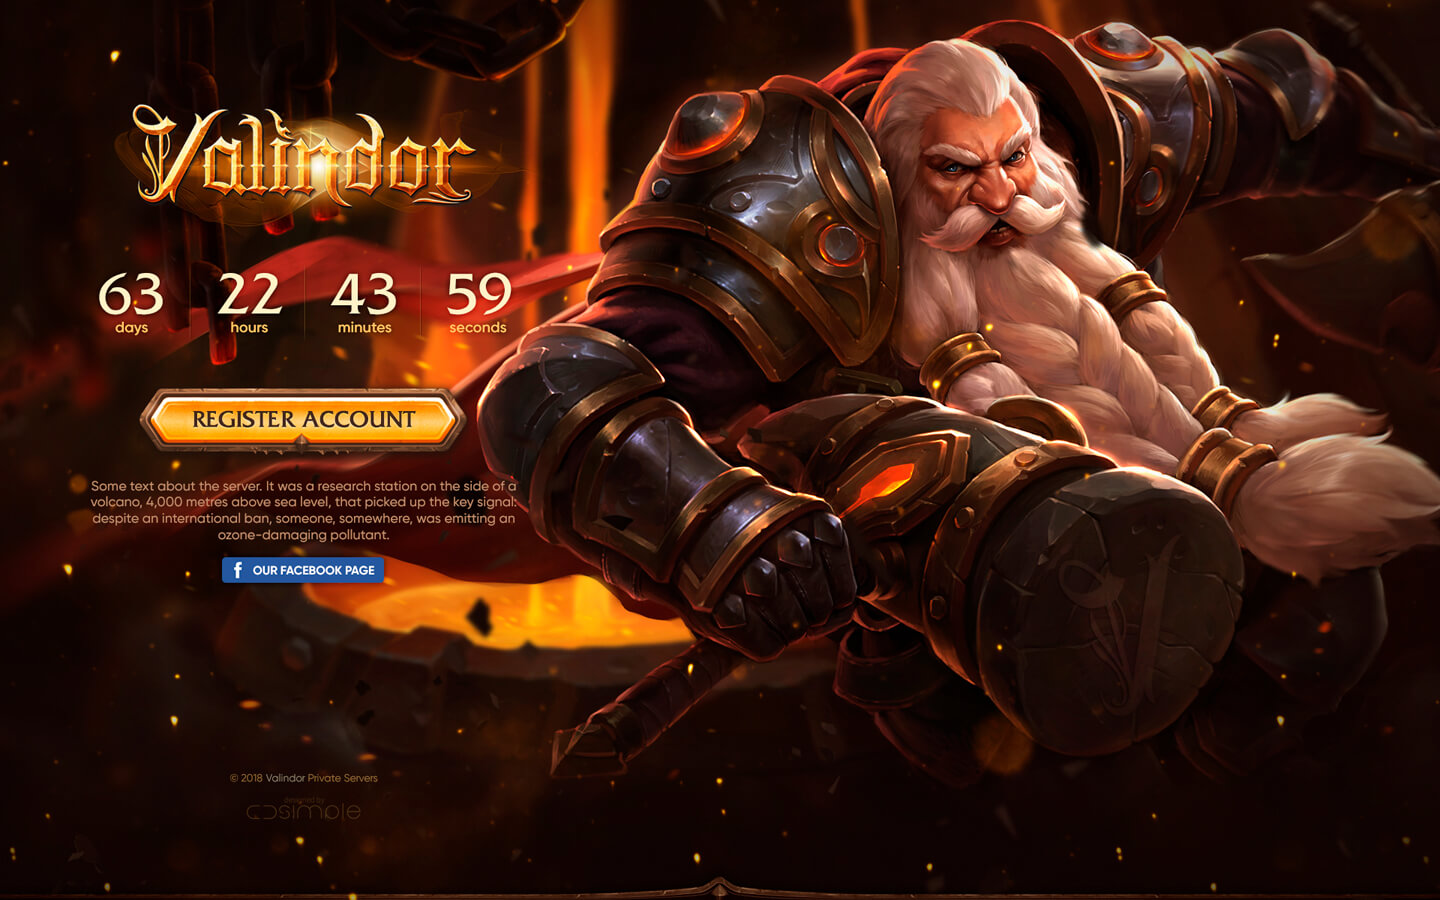 Valindor
63 22 43 59
days hours minutes seconds
REGISTER ACCOUNT
Some text about the server. It was a research station on the side of a
volcano, 4,000 metres above sea level, that picked up the key signal:
despite an international ban, someone, somewhere, was emitting an
ozone-damaging pollutant.
f OUR FACEBOOK PAGE
© 2018 Valindor Private Servers
designed by